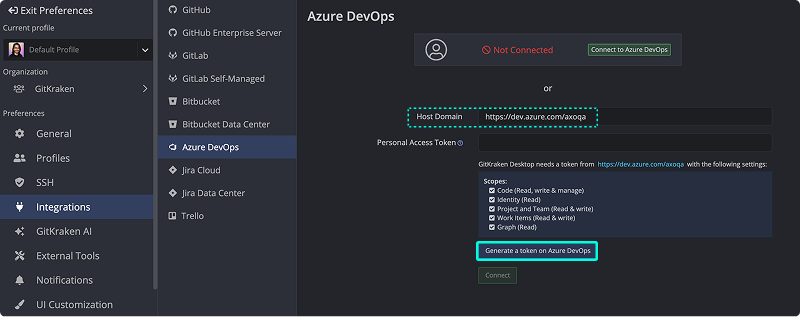 Exit Preferences
Current profile
Default Profile
Organization
GitKraken
Preferences
General
Profiles
SSH
Integrations
GitKraken AI
External Tools
Notifications
UI Customization
GitHub
GitHub Enterprise Server
GitLab
GitLab Self-Managed
Bitbucket
Bitbucket Data Center
Azure DevOps
Jira Cloud
Jira Data Center
Trello
Azure DevOps
Not Connected
Connect to Azure DevOps
or
Host Domain https://dev.azure.com/axoqa
Personal Access Token
GitKraken Desktop needs a token from https://dev.azure.com/axoqa with the following settings:
Scopes:
Code (Read, write & manage)
Identity (Read)
Project and Team (Read & write)
Work Items (Read & write)
Graph (Read)
Generate a token on Azure DevOps
Connect